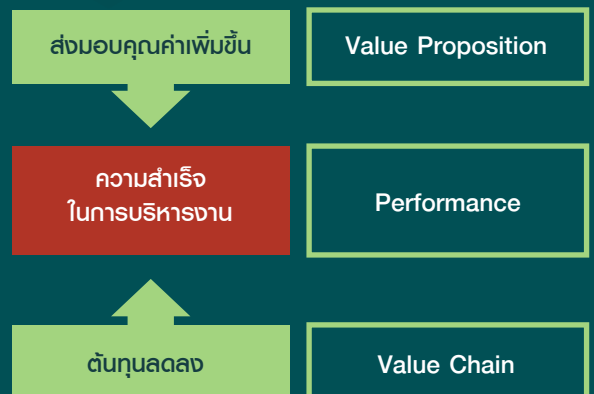 ส่งมอบคุณค่าเพิ่มขึ้น
Value Proposition
ความสำเร็จ
ในการบริหารงาน
Performance
ต้นทุนลดลง
Value Chain